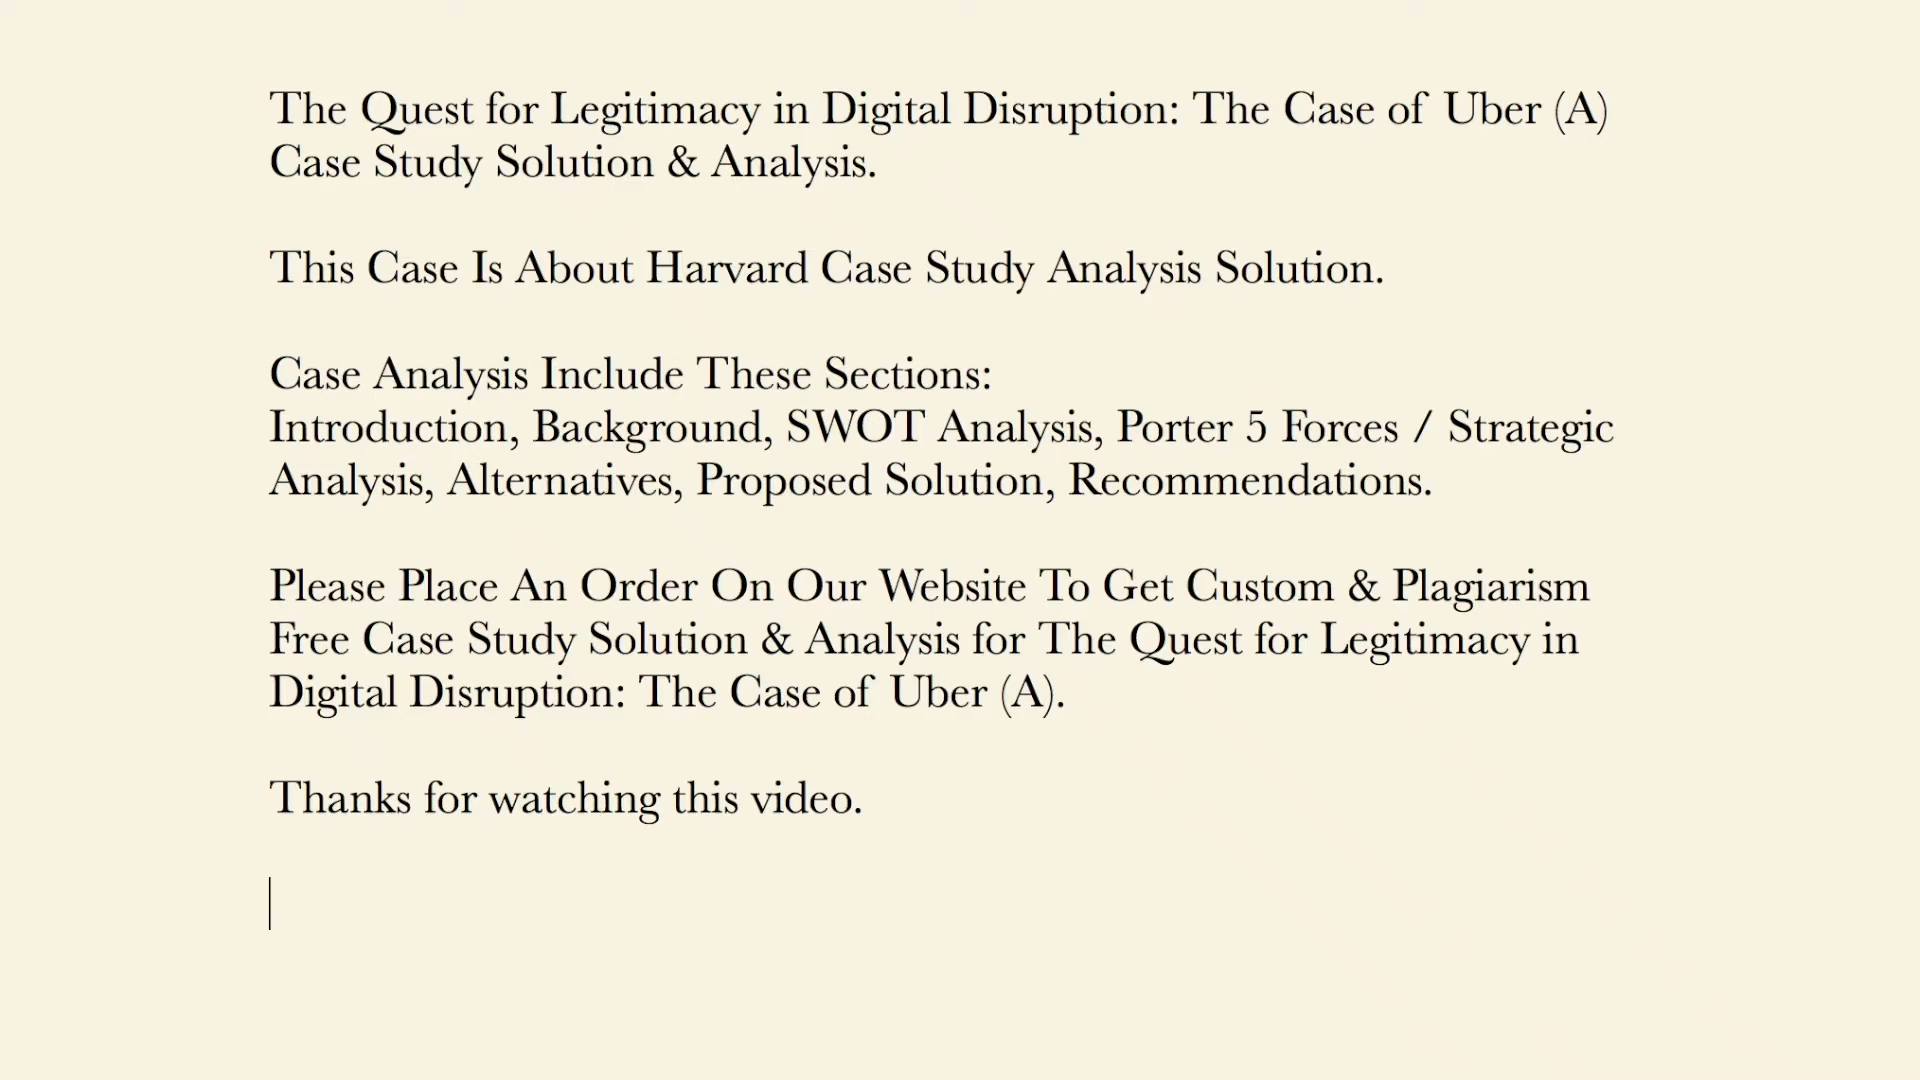 The Quest for Legitimacy in Digital Disruption: The Case of Uber (A)
Case Study Solution & Analysis.
This Case Is About Harvard Case Study Analysis Solution.
Case Analysis Include These Sections:
Introduction, Background, SWOT Analysis, Porter 5 Forces / Strategic
Analysis, Alternatives, Proposed Solution, Recommendations.
Please Place An Order On Our Website To Get Custom & Plagiarism
Free Case Study Solution & Analysis for The Quest for Legitimacy in
Digital Disruption: The Case of Uber (A).
Thanks for watching this video.